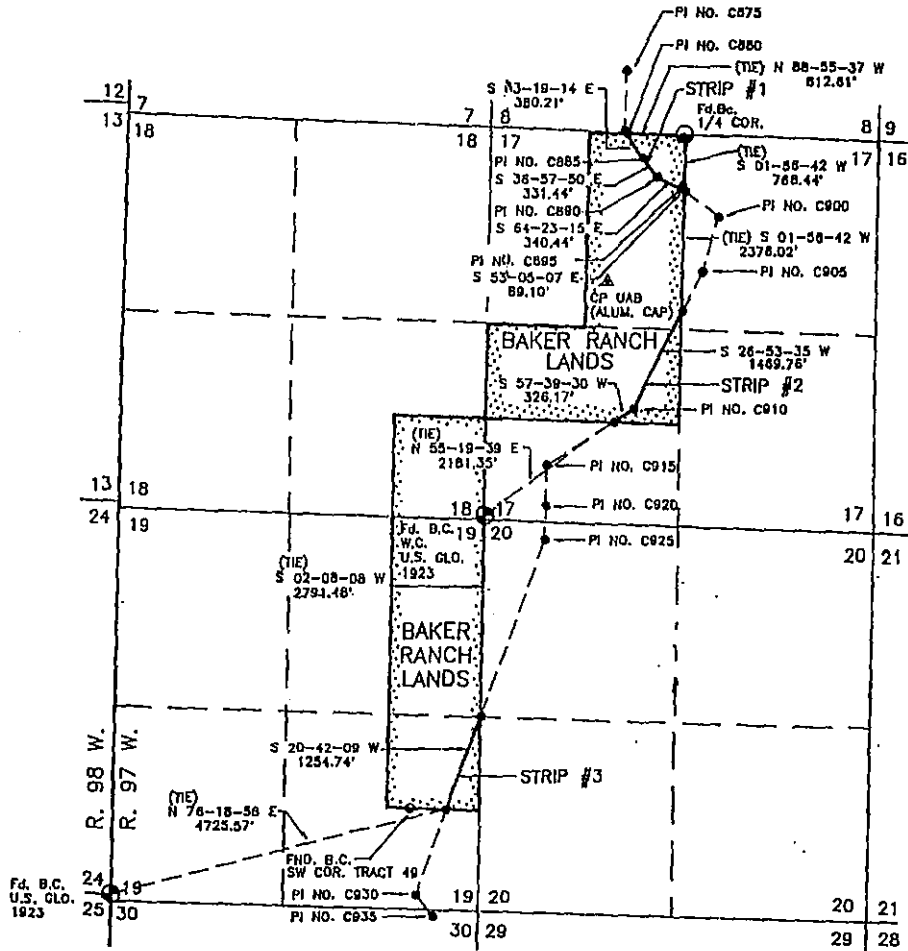 PI NO. C875
PI NO. C880
(TIE) N 88-55-37 W
812.81'
STRIP #1
Fd.Bc.
1/4 COR.
12 7
13 18
7 8
18 17
8 9
17 16
380.21'
PI NO. C885
S 36-57-50 E
331.44'
PI NO. C890
S 64-23-15 E
340.44'
PI NO. C895
S 53-05-07 E
89.10'
(TIE)
S 01-56-42 W
768.44'
PI NO. C900
(TIE) S 01-56-42 W
2376.02'
PI NO. C905
CP UAB
(ALUM. CAP)
BAKER RANCH
LANDS
S 26-53-35 W
1469.76'
STRIP #2
S 57-39-30 W
326.17'
PI NO. C910
(TIE)
N 55-19-39 E
2181.35'
PI NO. C915
PI NO. C920
PI NO. C925
13 18
24 19
18 17
19 20
17 16
20 21
Fd. B.C.
W.C.
U.S. GLO.
1923
(TIE)
S 02-08-08 W
2791.48'
BAKER
RANCH
LANDS
S 20-42-09 W
1254.74'
STRIP #3
R. 98 W.
R. 97 W.
(TIE)
N 76-18-56 E
4725.57'
FND. B.C.
SW COR. TRACT 49
Fd. B.C.
U.S. GLO.
1923
24 19
25 30
PI NO. C930
PI NO. C935
19 20
30 29
20 21
29 28